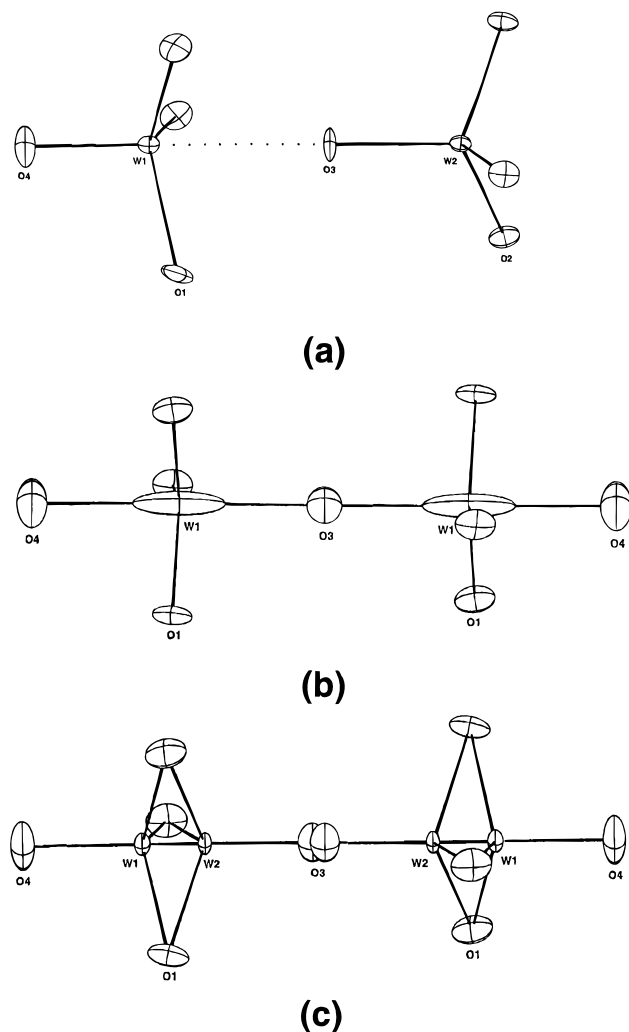 O4 W1 O3 W2
O1 O2
(a)
O4 W1 O3 W1 O4
O1 O1
(b)
O4 W1 W2 O3 W2 W1 O4
O1 O1
(c)